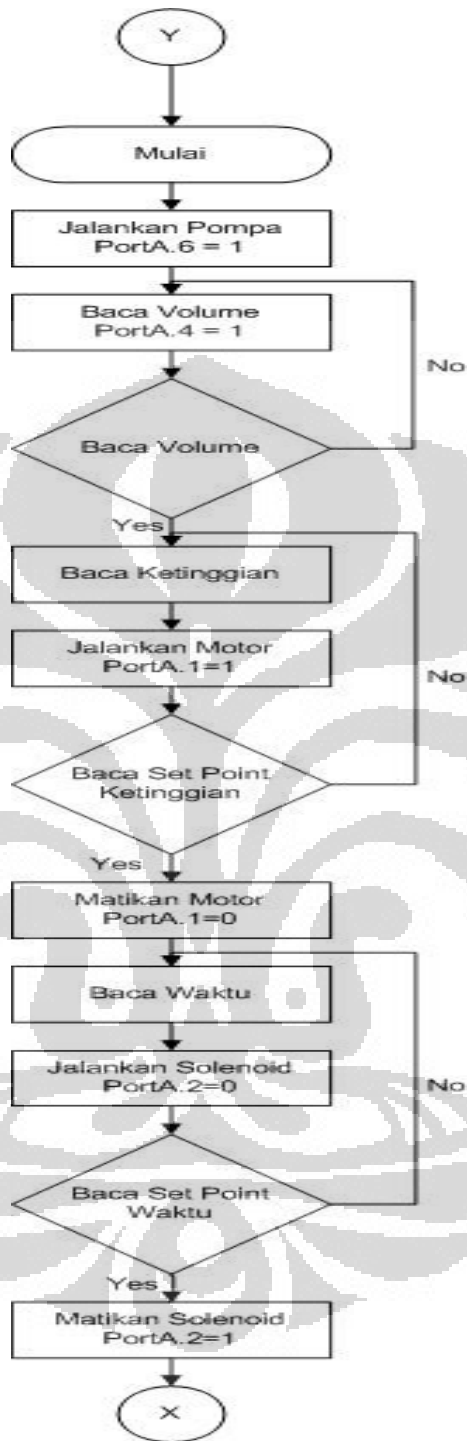 Y
Mulai
Jalankan Pompa
PortA.6 = 1
Baca Volume
PortA.4 = 1
No
Baca Volume
Yes
Baca Ketinggian
Jalankan Motor
PortA.1=1
No
Baca Set Point
Ketinggian
Yes
Matikan Motor
PortA.1=0
Baca Waktu
Jalankan Solenoid
PortA.2=0
No
Baca Set Point
Waktu
Yes
Matikan Solenoid
PortA.2=1
X